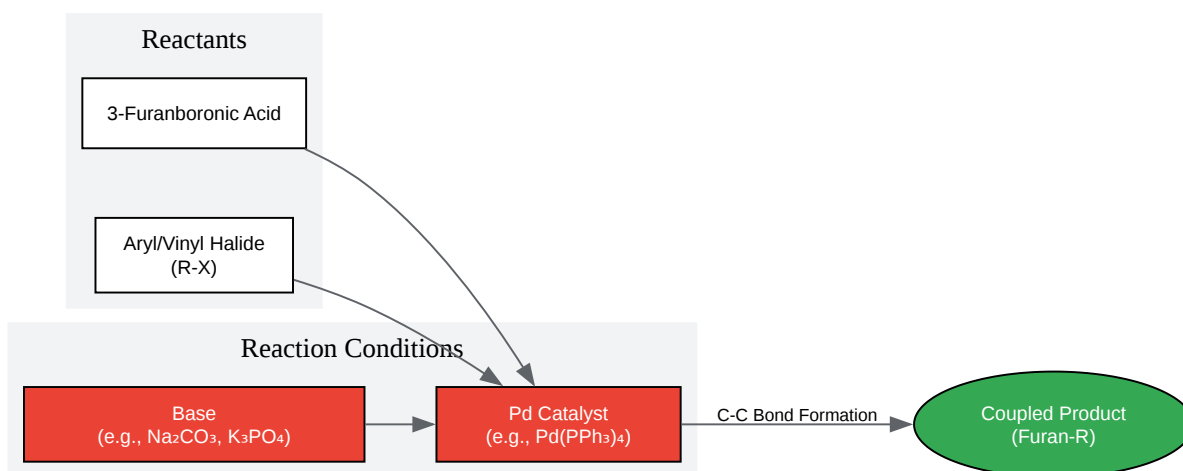 Reactants
3-Furanboronic Acid
Aryl/Vinyl Halide
(R-X)
Reaction Conditions
Base
(e.g., Na₂CO₃, K₃PO₄)
Pd Catalyst
(e.g., Pd(PPh₃)₄)
C-C Bond Formation
Coupled Product
(Furan-R)